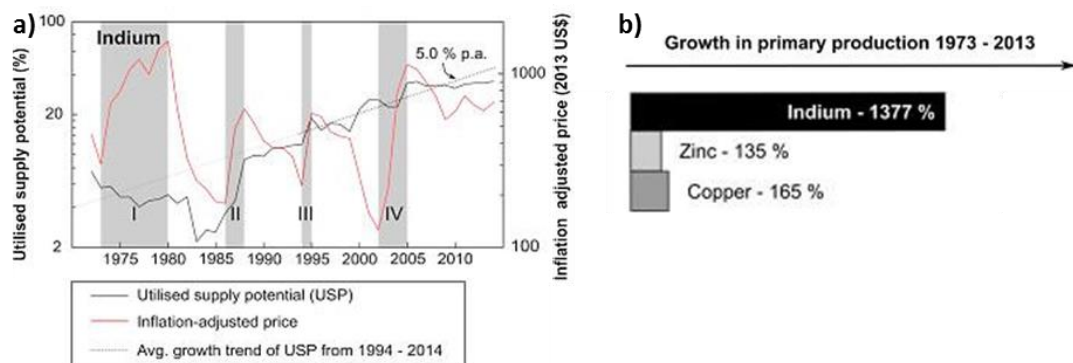 a)
100
20
2
Utilised supply potential (%)
Indium
5.0 % p.a.
I
II
III
IV
1000
100
Inflation adjusted price (2013 US$)
1975 1980 1985 1990 1995 2000 2005 2010
Utilised supply potential (USP)
Inflation-adjusted price
Avg. growth trend of USP from 1994 - 2014
b)
Growth in primary production 1973 - 2013
Indium - 1377 %
Zinc - 135 %
Copper - 165 %